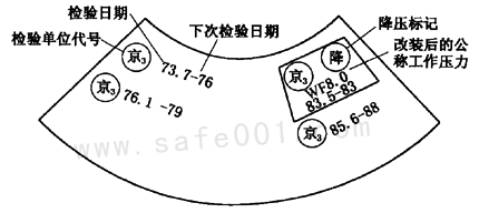 检验日期
下次检验日期
降压标记
检验单位代号
改装后的公
称工作压力
京3 73.7-76
京3 降
WF8.0
83.5-83
京3 76.1-79
京3 85.6-88
www.safe001.com